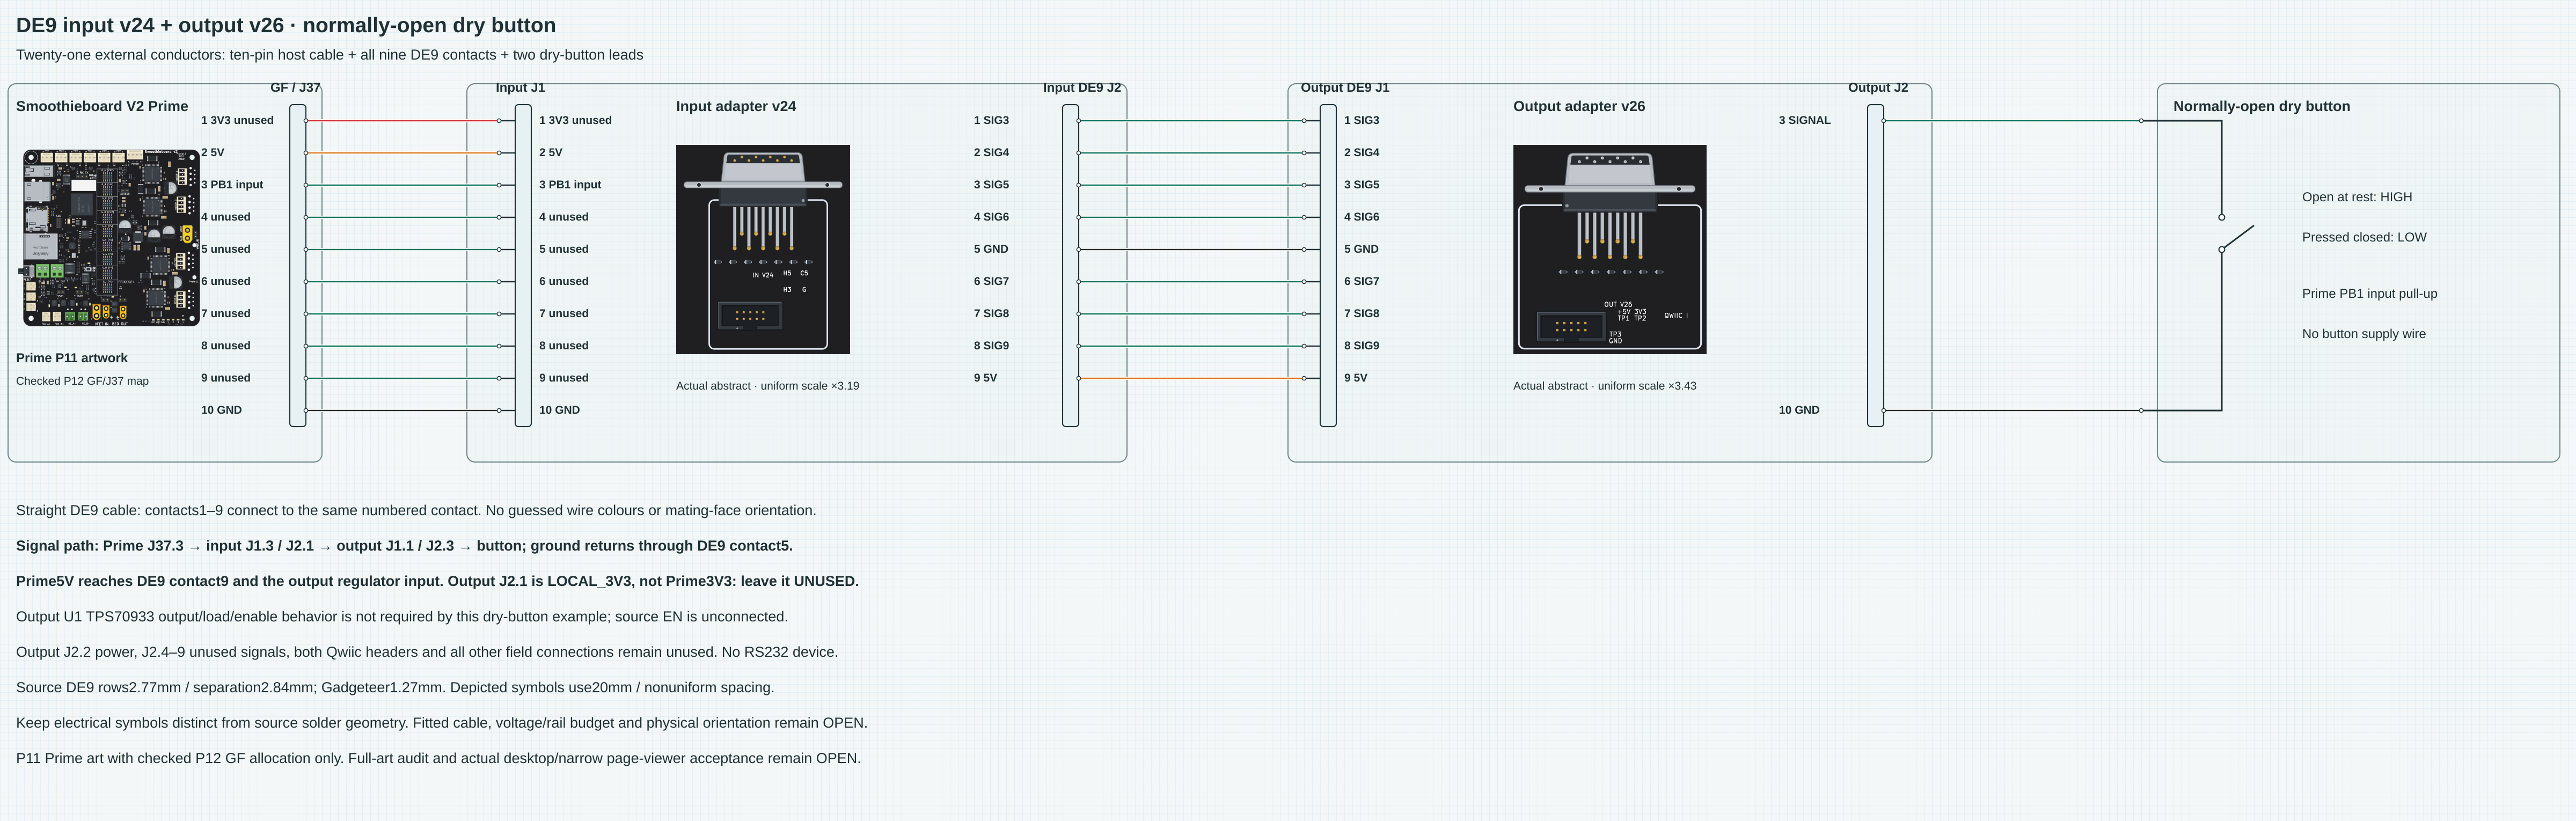 DE9 input v24 + output v26 · normally-open dry button
Twenty-one external conductors: ten-pin host cable + all nine DE9 contacts + two dry-button leads
GF / J37
Smoothieboard V2 Prime
1 3V3 unused
2 5V
3 PB1 input
4 unused
5 unused
6 unused
7 unused
8 unused
9 unused
10 GND
Prime P11 artwork
Checked P12 GF/J37 map
Input J1
1 3V3 unused
2 5V
3 PB1 input
4 unused
5 unused
6 unused
7 unused
8 unused
9 unused
10 GND
Input adapter v24
IN V24
H5 C5
H3 G
Actual abstract · uniform scale ×3.19
Input DE9 J2
1 SIG3
2 SIG4
3 SIG5
4 SIG6
5 GND
6 SIG7
7 SIG8
8 SIG9
9 5V
Output DE9 J1
1 SIG3
2 SIG4
3 SIG5
4 SIG6
5 GND
6 SIG7
7 SIG8
8 SIG9
9 5V
Output adapter v26
OUT V26
+5V 3V3
TP1 TP2
QWIIC
TP3
GND
Actual abstract · uniform scale ×3.43
Output J2
3 SIGNAL
10 GND
Normally-open dry button
Open at rest: HIGH
Pressed closed: LOW
Prime PB1 input pull-up
No button supply wire
Straight DE9 cable: contacts1–9 connect to the same numbered contact. No guessed wire colours or mating-face orientation.
Signal path: Prime J37.3 → input J1.3 / J2.1 → output J1.1 / J2.3 → button; ground returns through DE9 contact5.
Prime5V reaches DE9 contact9 and the output regulator input. Output J2.1 is LOCAL_3V3, not Prime3V3: leave it UNUSED.
Output U1 TPS70933 output/load/enable behavior is not required by this dry-button example; source EN is unconnected.
Output J2.2 power, J2.4–9 unused signals, both Qwiic headers and all other field connections remain unused. No RS232 device.
Source DE9 rows2.77mm / separation2.84mm; Gadgeteer1.27mm. Depicted symbols use20mm / nonuniform spacing.
Keep electrical symbols distinct from source solder geometry. Fitted cable, voltage/rail budget and physical orientation remain OPEN.
P11 Prime art with checked P12 GF allocation only. Full-art audit and actual desktop/narrow page-viewer acceptance remain OPEN.